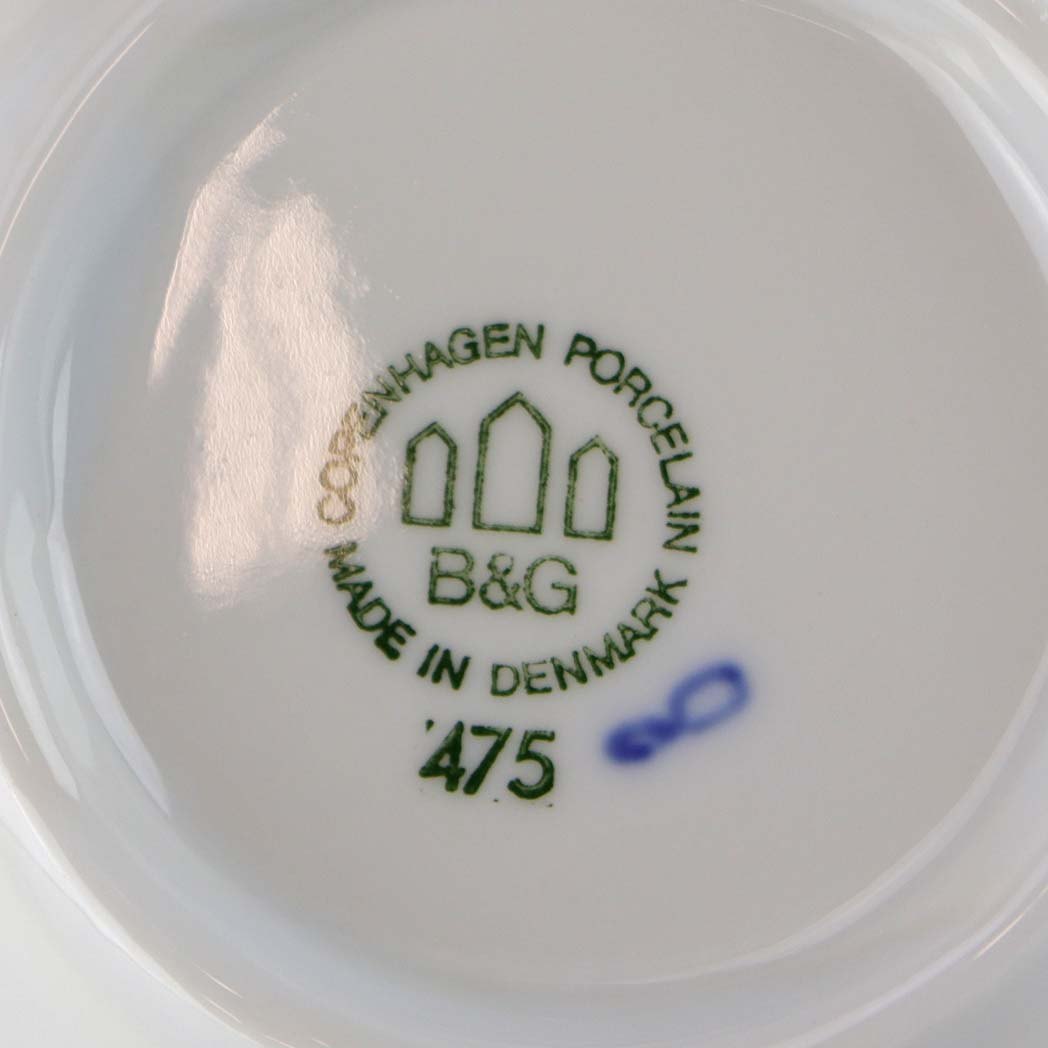 COPENHAGEN PORCELAIN
B&G
MADE IN DENMARK
475